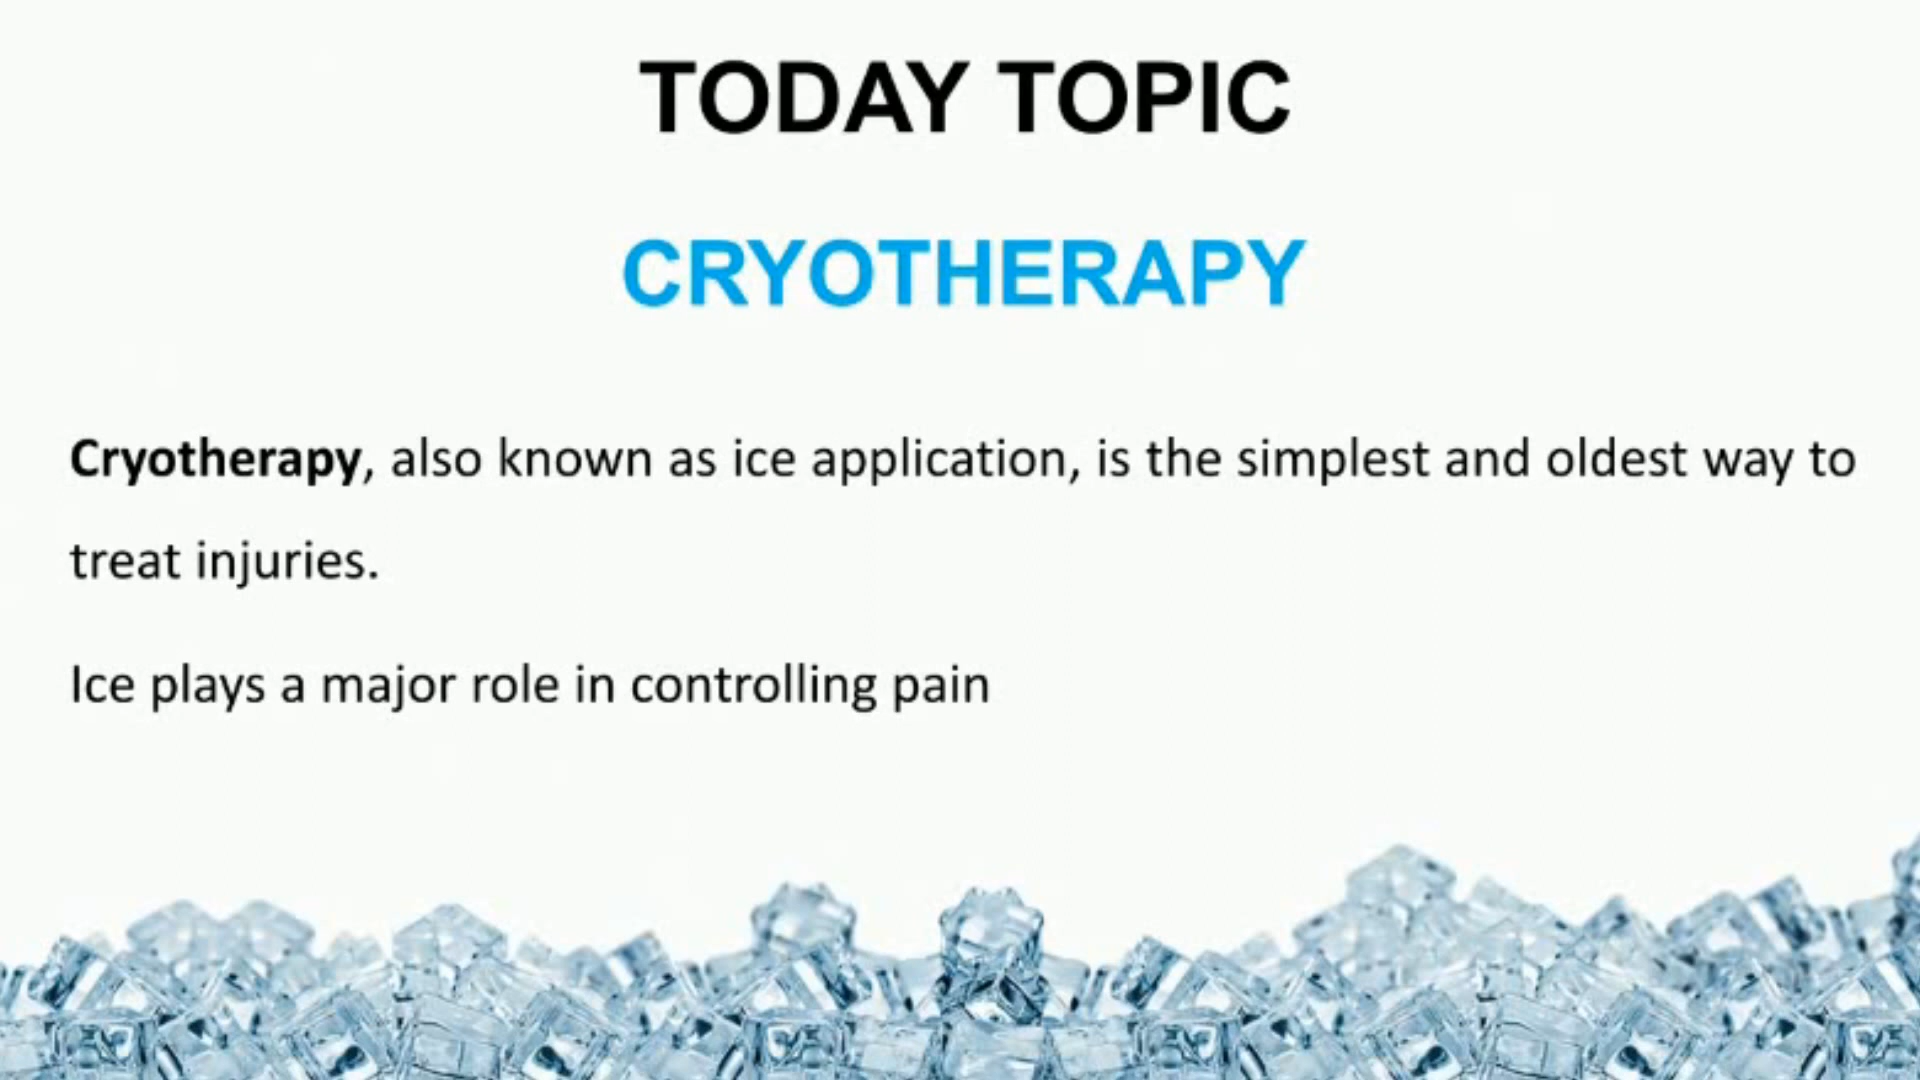 TODAY TOPIC
CRYOTHERAPY
Cryotherapy, also known as ice application, is the simplest and oldest way to
treat injuries.
Ice plays a major role in controlling pain